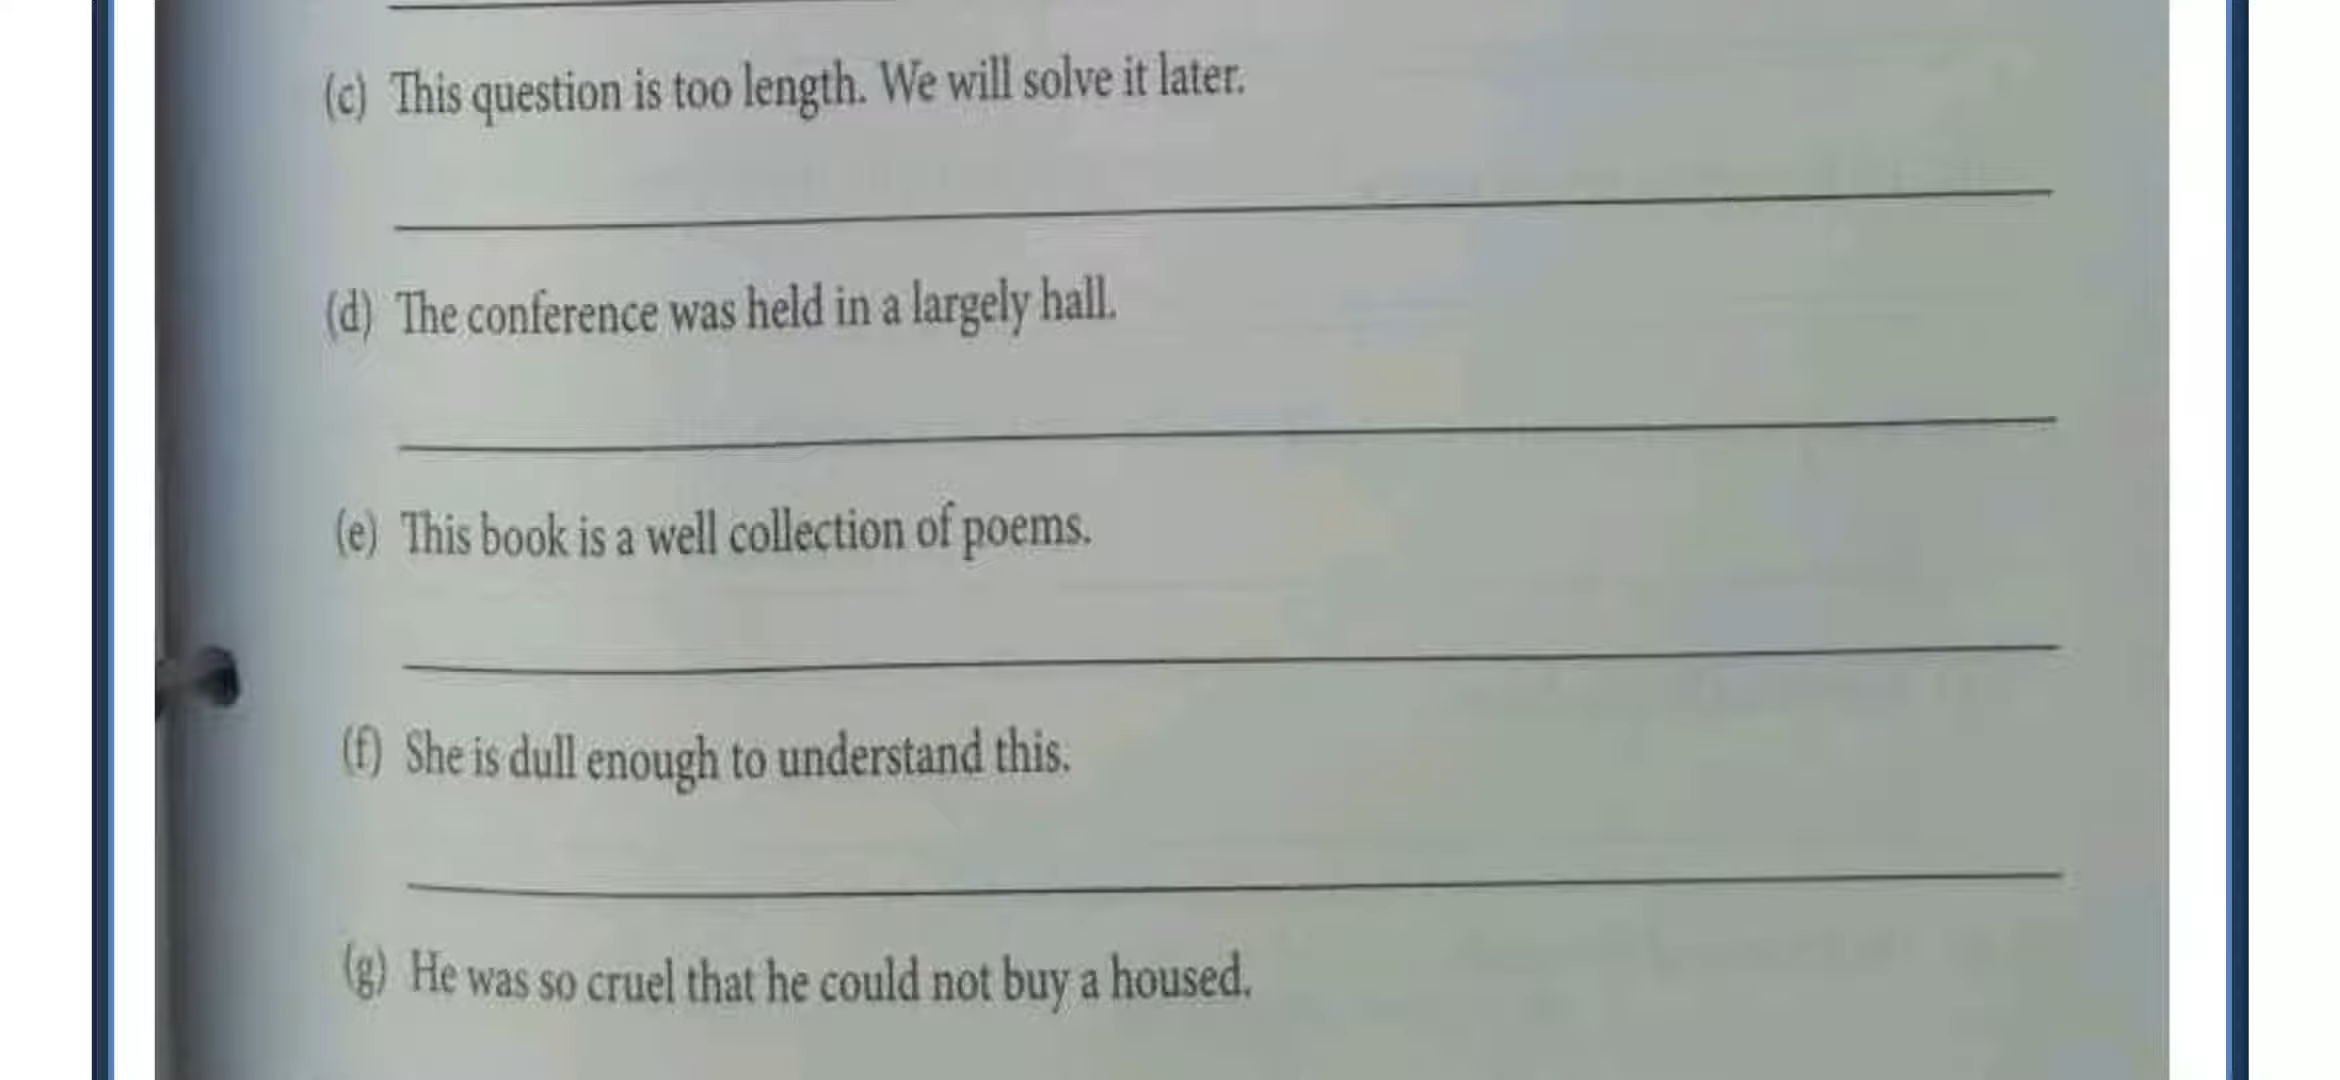 (c) This question is too length. We will solve it later.
(d) The conference was held in a largely hall.
(e) This book is a well collection of poems.
(f) She is dull enough to understand this.
(g) He was so cruel that he could not buy a housed.